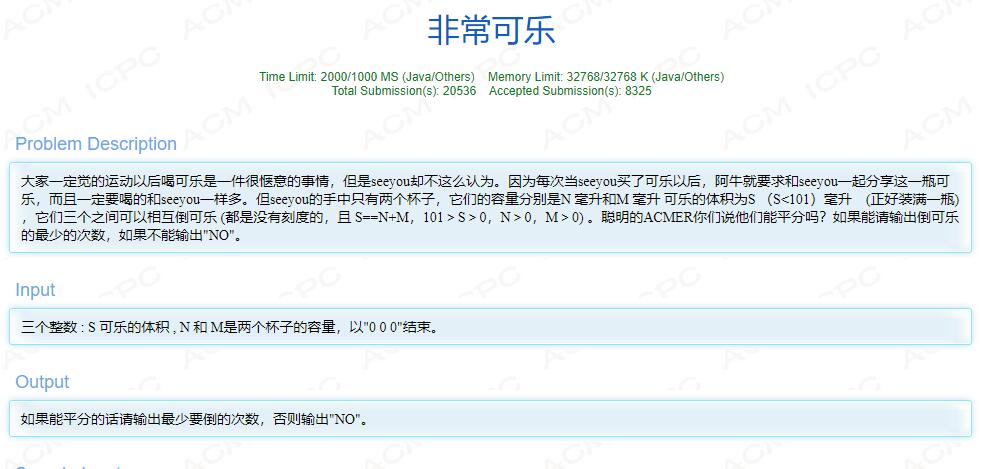 非常可乐
Time Limit: 2000/1000 MS (Java/Others) Memory Limit: 32768/32768 K (Java/Others)
Total Submission(s): 20536 Accepted Submission(s): 8325
Problem Description
大家一定觉的运动以后喝可乐是一件很惬意的事情，但是seeyou却不这么认为。因为每次当seeyou买了可乐以后，阿牛就要求和seeyou一起分享这一瓶可
乐，而且一定要喝的和seeyou一样多。但seeyou的手中只有两个杯子，它们的容量分别是N 毫升和M 毫升 可乐的体积为S （S<101）毫升　(正好装满一瓶)
，它们三个之间可以相互倒可乐 (都是没有刻度的，且 S==N+M，101＞S＞0，N＞0，M＞0) 。聪明的ACMER你们说他们能平分吗？如果能请输出倒可乐
的最少的次数，如果不能输出"NO"。
Input
三个整数 : S 可乐的体积 , N 和 M是两个杯子的容量，以"0 0 0"结束。
Output
如果能平分的话请输出最少要倒的次数，否则输出"NO"。